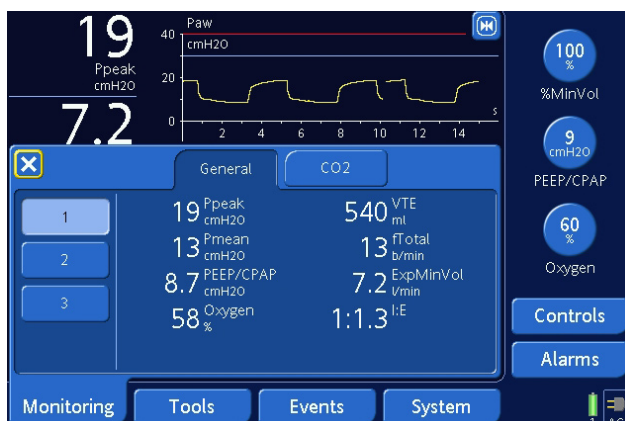 19
Ppeak
cmH2O
7.2
Paw
cmH2O
40
20
0
2 4 6 8 10 12 14
s
General
CO2
1
2
3
19 Ppeak cmH2O
13 Pmean cmH2O
8.7 PEEP/CPAP cmH2O
58 Oxygen %
540 VTE ml
13 fTotal b/min
7.2 ExpMinVol l/min
1:1.3 I:E
100
%
%MinVol
9
cmH2O
PEEP/CPAP
60
%
Oxygen
Controls
Alarms
Monitoring
Tools
Events
System